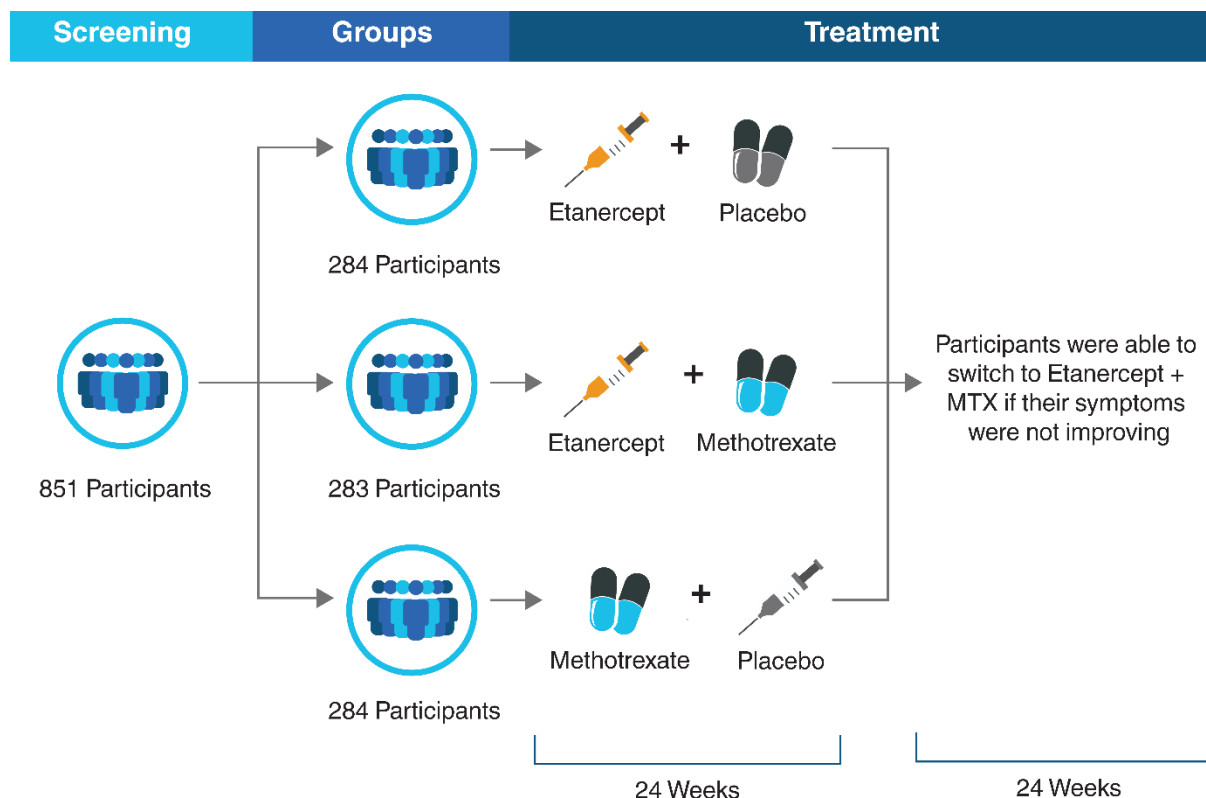 Screening
Groups
Treatment
Etanercept
+
Placebo
284 Participants
851 Participants
Etanercept
+
Methotrexate
283 Participants
Participants were able to
switch to Etanercept +
MTX if their symptoms
were not improving
Methotrexate
+
Placebo
284 Participants
24 Weeks
24 Weeks